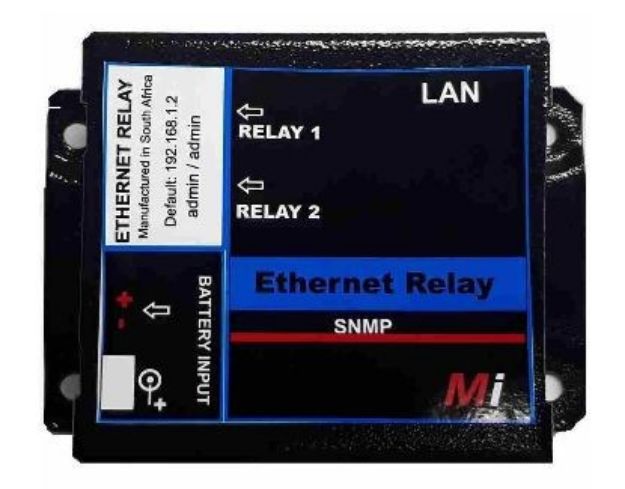 ETHERNET RELAY
Manufactured in South Africa
Default: 192.168.1.2
admin / admin
LAN
RELAY 1
RELAY 2
Ethernet Relay
SNMP
BATTERY INPUT
+
-
+
Mi